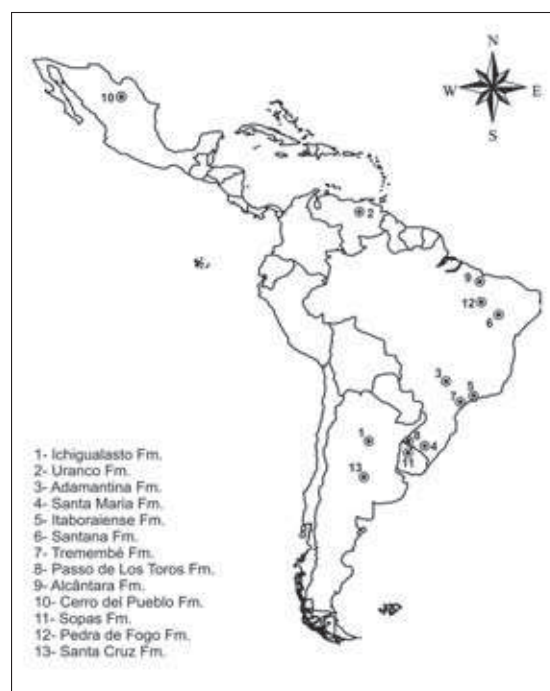 N
W E
S
10
2
9
12
6
3
5
7
1
8
4
11
13
1- Ichigualasto Fm.
2- Uranco Fm.
3- Adamantina Fm.
4- Santa Maria Fm.
5- Itaboraiense Fm.
6- Santana Fm.
7- Tremembé Fm.
8- Passo de Los Toros Fm.
9- Alcântara Fm.
10- Cerro del Pueblo Fm.
11- Sopas Fm.
12- Pedra de Fogo Fm.
13- Santa Cruz Fm.